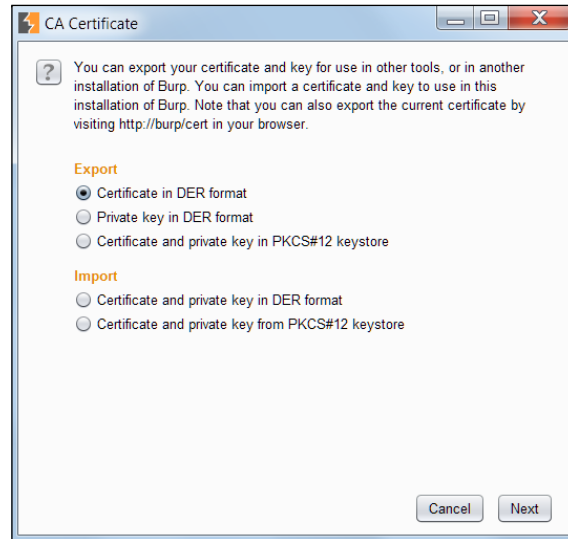 CA Certificate
X
?
You can export your certificate and key for use in other tools, or in another
installation of Burp. You can import a certificate and key to use in this
installation of Burp. Note that you can also export the current certificate by
visiting http://burp/cert in your browser.
Export
Certificate in DER format
Private key in DER format
Certificate and private key in PKCS#12 keystore
Import
Certificate and private key in DER format
Certificate and private key from PKCS#12 keystore
Cancel Next